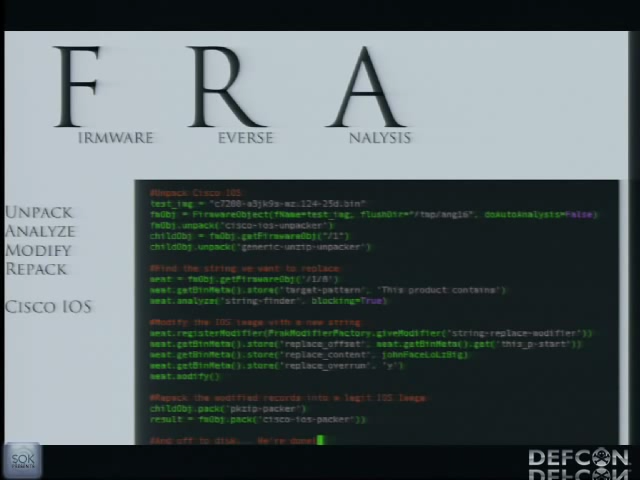 F R A
IRMWARE EVERSE NALYSIS
UNPACK
ANALYZE
MODIFY
REPACK
CISCO IOS
#Unpack Cisco IOS
test_img = "c7200-a3jk9s-mz.124-25d.bin"
fmObj = FirmwareObject(fName=test_img, flushDir="/tmp/ang16", doAutoAnalysis=False)
fmObj.unpack('cisco-ios-unpacker')
childObj = fmObj.getFirmwareObj("/1")
childObj.unpack('generic-unzip-unpacker')
#Find the string we want to replace
meat = fmObj.getFirmwareObj('/1/0')
meat.getBinMeta().store('target-pattern', 'This product contains')
meat.analyze('string-finder', blocking=True)
#Modify the IOS image with a new string
meat.registerModifier(FrakModifierFactory.giveModifier('string-replace-modifier'))
meat.getBinMeta().store('replace_offset', meat.getBinMeta().get('this_p-start'))
meat.getBinMeta().store('replace_content', johnFaceLoLzBig)
meat.getBinMeta().store('replace_overrun', 'y')
meat.modify()
#Repack the modified records into a legit IOS Image
childObj.pack('pkzip-packer')
result = fmObj.pack('cisco-ios-packer'))
#And off to disk... We're done!
SOK
DEFCON